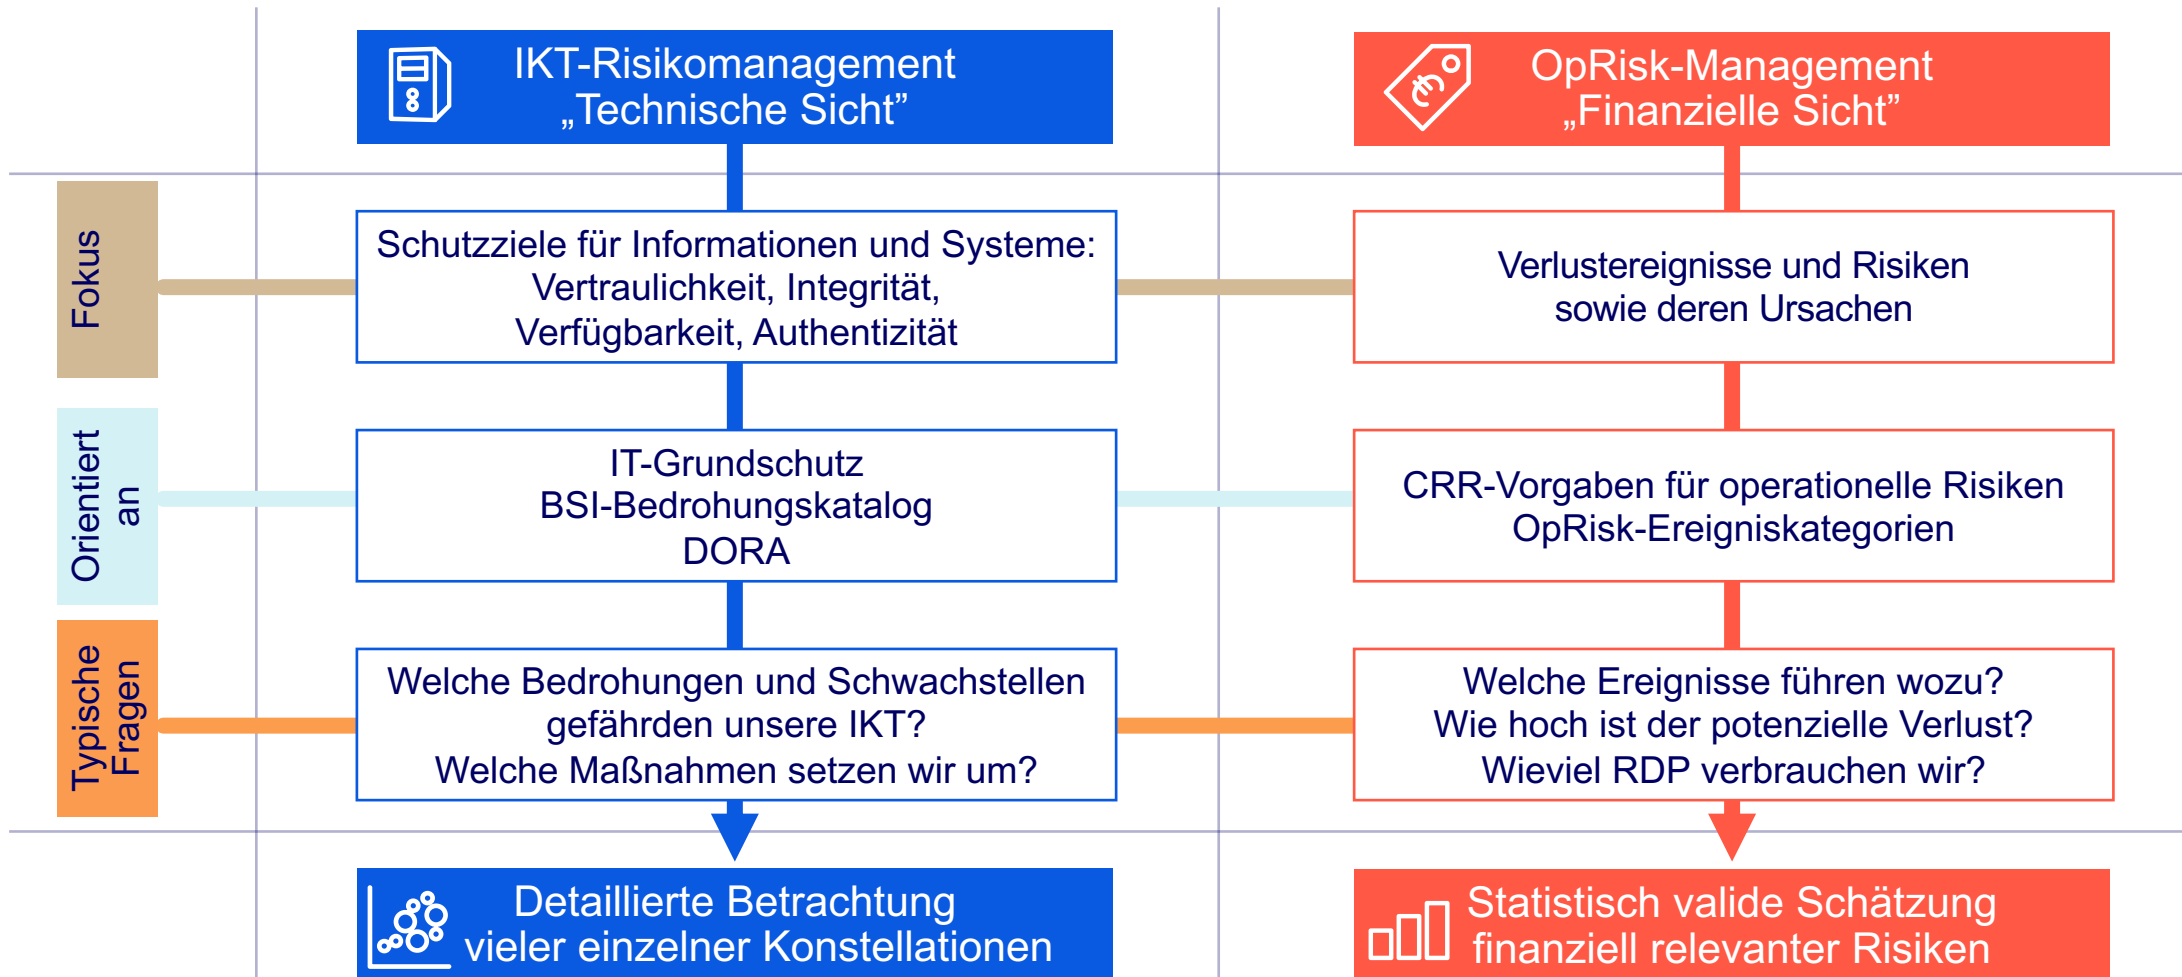 IKT-Risikomanagement
„Technische Sicht”
OpRisk-Management
„Finanzielle Sicht”
Fokus
Schutzziele für Informationen und Systeme:
Vertraulichkeit, Integrität,
Verfügbarkeit, Authentizität
Verlustereignisse und Risiken
sowie deren Ursachen
Orientiert
an
IT-Grundschutz
BSI-Bedrohungskatalog
DORA
CRR-Vorgaben für operationelle Risiken
OpRisk-Ereigniskategorien
Typische
Fragen
Welche Bedrohungen und Schwachstellen
gefährden unsere IKT?
Welche Maßnahmen setzen wir um?
Welche Ereignisse führen wozu?
Wie hoch ist der potenzielle Verlust?
Wieviel RDP verbrauchen wir?
Detaillierte Betrachtung
vieler einzelner Konstellationen
Statistisch valide Schätzung
finanziell relevanter Risiken